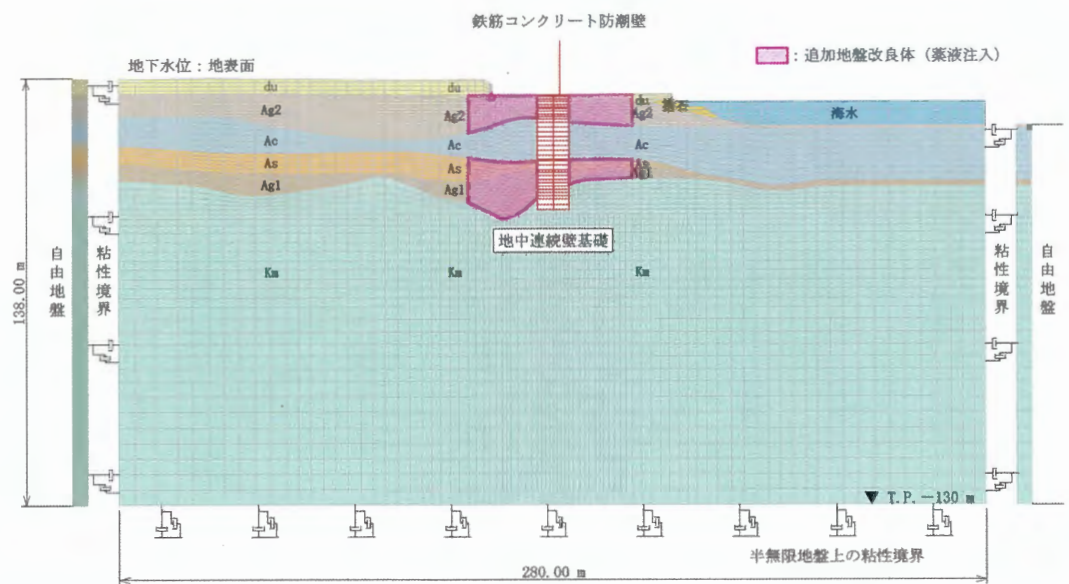 鉄筋コンクリート防潮壁
地下水位：地表面
：追加地盤改良体（薬液注入）
du
du
du
捨石
海水
Ag2
Ag2
Ag2
Ac
Ac
Ac
As
As
As
Ag1
Ag1
Ag1
地中連続壁基礎
Km
Km
Km
自由地盤
粘性境界
粘性境界
自由地盤
138.00 m
▼ T.P. －130 m
半無限地盤上の粘性境界
280.00 m